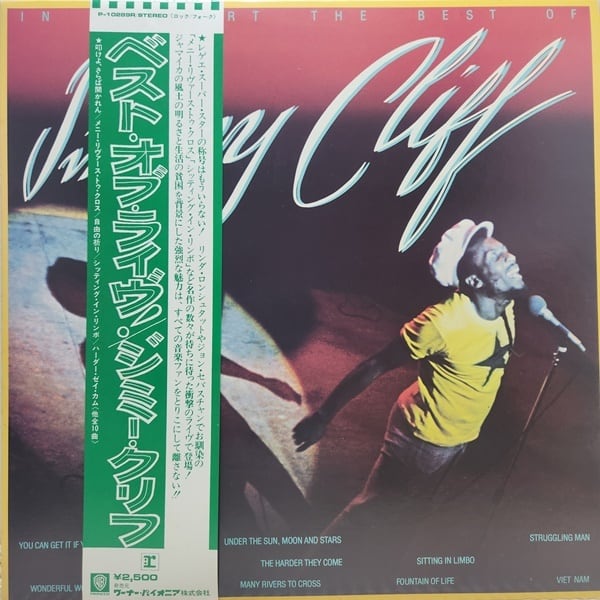 IN
RT THE BEST OF
Cliff
P-10289R/STEREO (ロック/フォーク)
★レゲエ・スーパー・スターの称号はもういらない! リンダ・ロンシュタットやジョン・セバスチャンでお馴染の
「メニー・リヴァース・トゥ・クロス」「シッティング・イン・リンボ」など名作の数々が待ちに待った衝撃のライヴで登場!
ジャマイカの風土の明るさと生活の貧困を背景にした強烈な魅力は、すべての音楽ファンをとりこにして離さない!!
ベスト・オブ・ライヴ/ジミー・クリフ
★叩けよ、さらば開かれん/メニー・リヴァース・トゥ・クロス/自由の祈り/シッティング・イン・リンボ/ハーダー・ゼイ・カム(他全10曲)
¥2,500
発売元
ワーナー・パイオニア株式会社
YOU CAN GET IF
UNDER THE SUN, MOON AND STARS
STRUGGLING MAN
THE HARDER THEY COME
SITTING IN LIMBO
WONDERFUL
MANY RIVERS TO CROSS
FOUNTAIN OF LIFE
VIET NAM